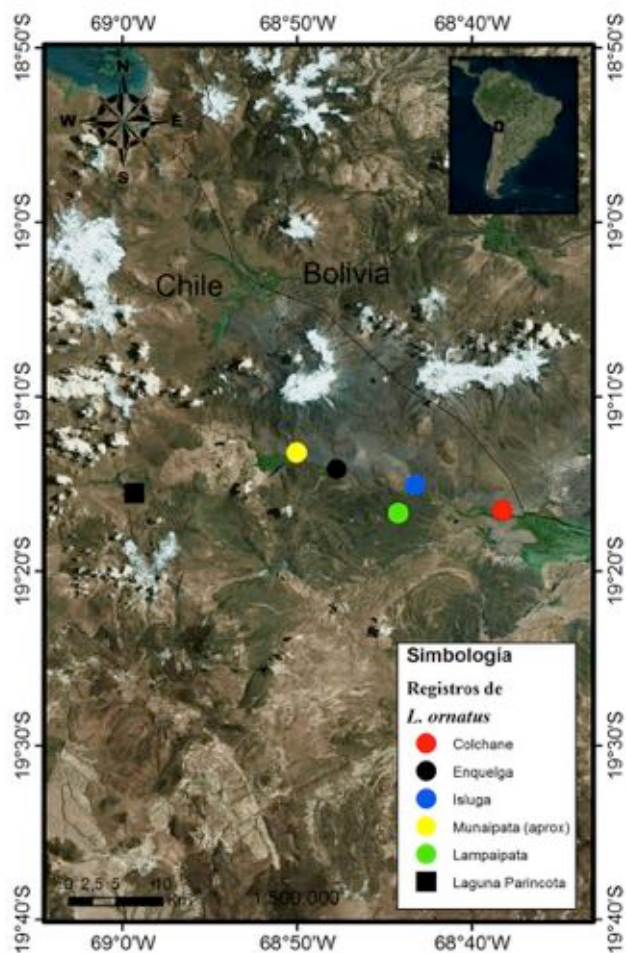 69°0'W 68°50'W 68°40'W
18°50'S 18°50'S
N
W E
S
19°0'S 19°0'S
Chile Bolivia
19°10'S 19°10'S
19°20'S 19°20'S
Simbología
Registros de
L. ornatus
19°30'S 19°30'S
Colchane
Enquelga
Isluga
Munaipata (aprox)
Lampaipata
Laguna Parincota
0 2,5 5 10
Km
1:500.000
19°40'S 19°40'S
69°0'W 68°50'W 68°40'W